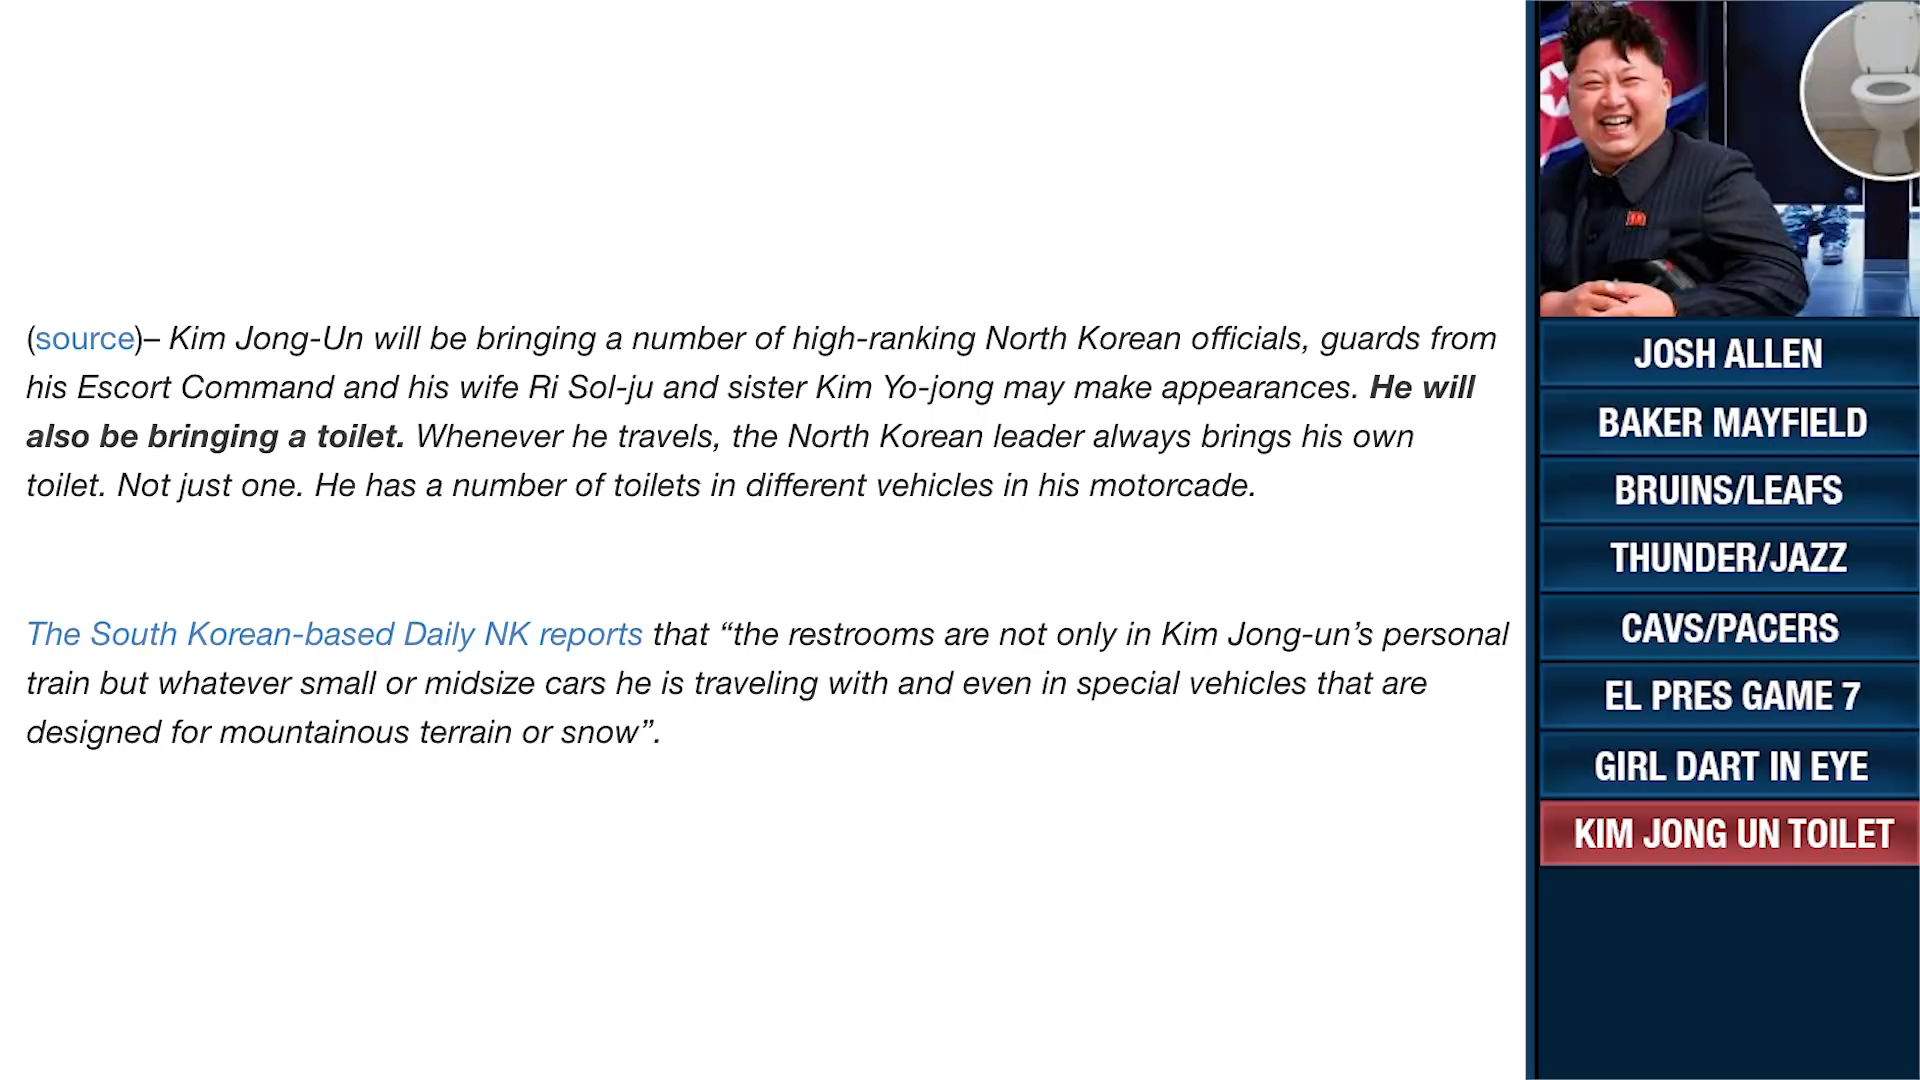 (source)– Kim Jong-Un will be bringing a number of high-ranking North Korean officials, guards from
his Escort Command and his wife Ri Sol-ju and sister Kim Yo-jong may make appearances. He will
also be bringing a toilet. Whenever he travels, the North Korean leader always brings his own
toilet. Not just one. He has a number of toilets in different vehicles in his motorcade.
The South Korean-based Daily NK reports that “the restrooms are not only in Kim Jong-un’s personal
train but whatever small or midsize cars he is traveling with and even in special vehicles that are
designed for mountainous terrain or snow”.
JOSH ALLEN
BAKER MAYFIELD
BRUINS/LEAFS
THUNDER/JAZZ
CAVS/PACERS
EL PRES GAME 7
GIRL DART IN EYE
KIM JONG UN TOILET